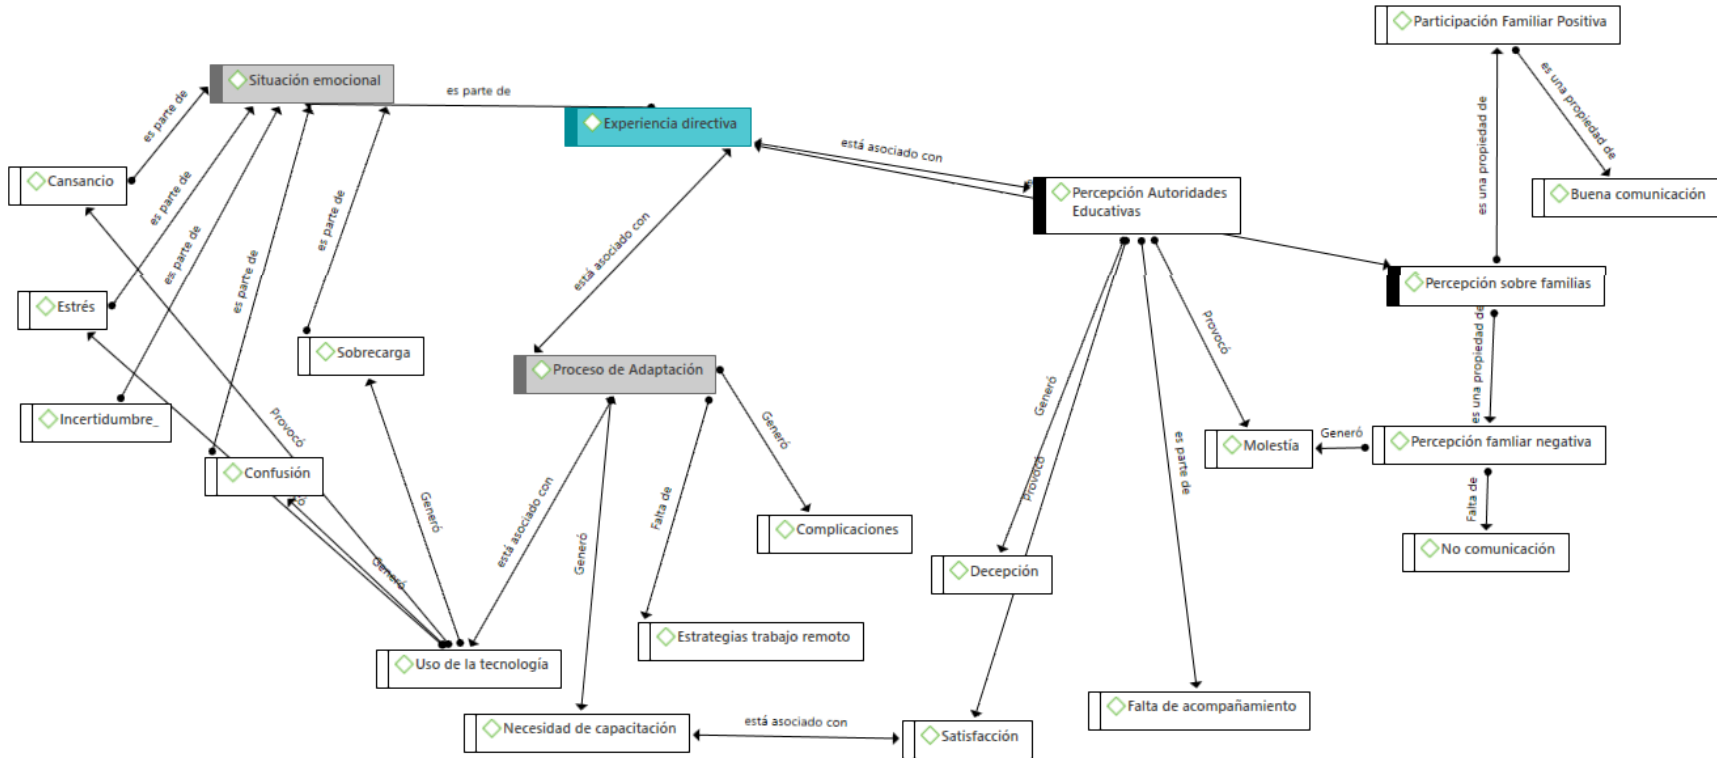 Participación Familiar Positiva
es una propiedad de
es una propiedad de
Buena comunicación
Situación emocional
es parte de
es parte de
Experiencia directiva
está asociado con
Percepción Autoridades
Educativas
Cansancio
es parte de
es parte de
es parte de
es parte de
está asociado con
Percepción sobre familias
es una propiedad de
Estrés
Sobrecarga
Proceso de Adaptación
Provocó
Incertidumbre_
Provocó
Generó
Generó
Molestía
Generó
Percepción famliar negativa
Confusión
Generó
está asociado con
Generó
Falta de
Provocó
es parte de
Falta de
Complicaciones
No comunicación
Generó
Decepción
Estrategias trabajo remoto
Uso de la tecnología
Necesidad de capacitación
está asociado con
Satisfacción
Falta de acompañamiento